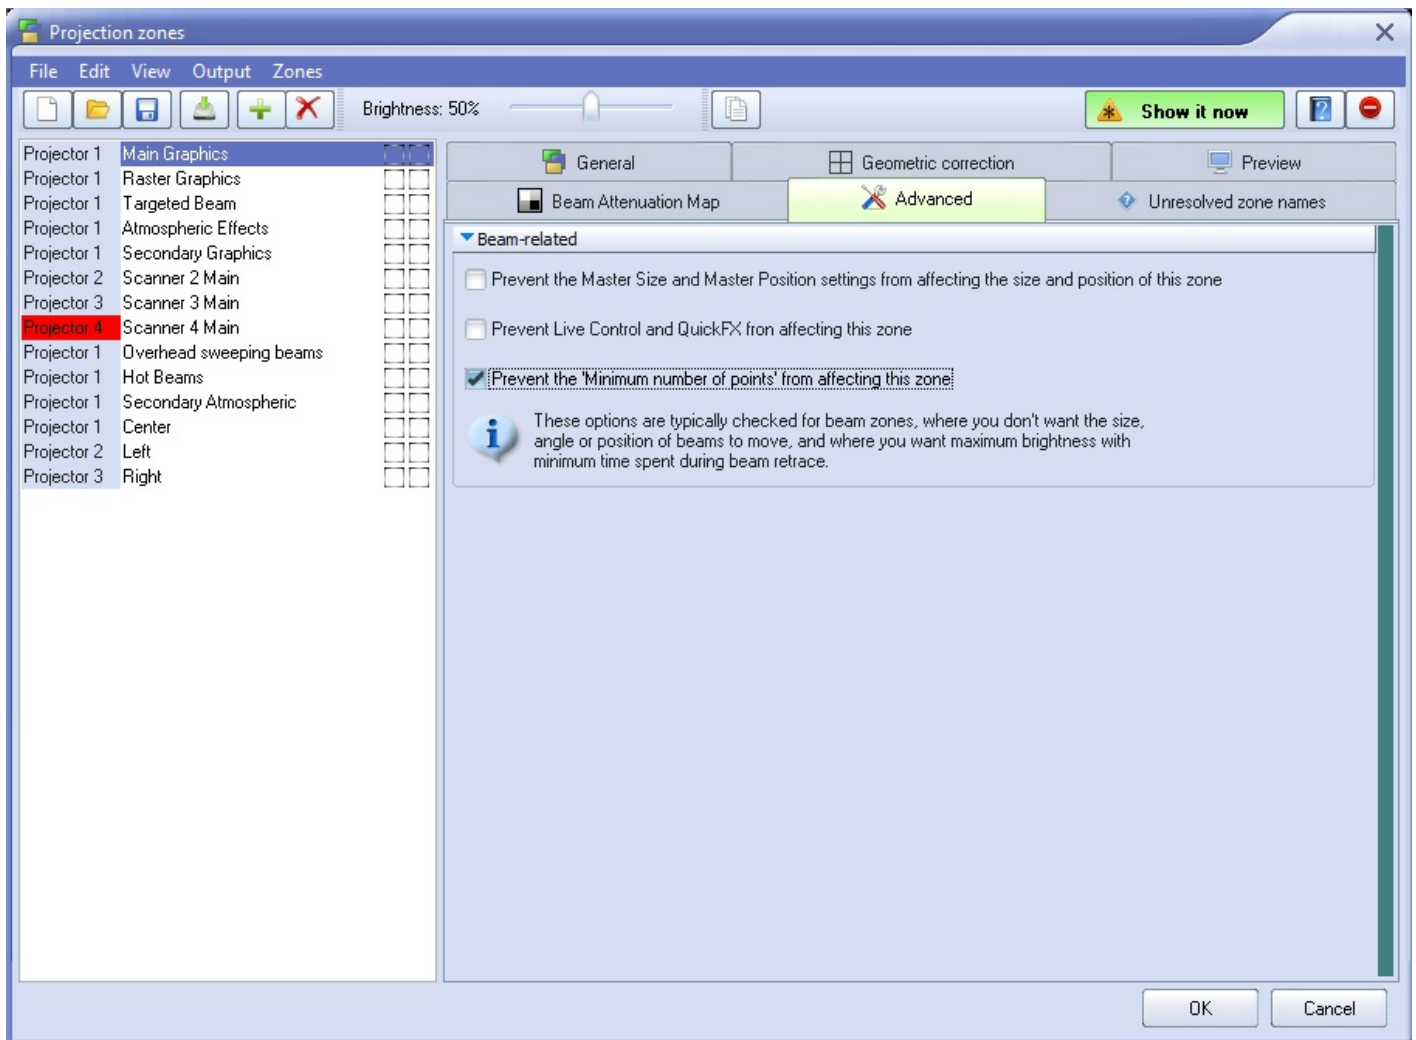 Projection zones
File Edit View Output Zones
Brightness: 50%
Show it now
Projector 1 Main Graphics
Projector 1 Raster Graphics
Projector 1 Targeted Beam
Projector 1 Atmospheric Effects
Projector 1 Secondary Graphics
Projector 2 Scanner 2 Main
Projector 3 Scanner 3 Main
Projector 4 Scanner 4 Main
Projector 1 Overhead sweeping beams
Projector 1 Hot Beams
Projector 1 Secondary Atmospheric
Projector 1 Center
Projector 2 Left
Projector 3 Right
General Geometric correction Preview
Beam Attenuation Map Advanced Unresolved zone names
Beam-related
Prevent the Master Size and Master Position settings from affecting the size and position of this zone
Prevent Live Control and QuickFX fron affecting this zone
Prevent the 'Minimum number of points' from affecting this zone
These options are typically checked for beam zones, where you don't want the size,
angle or position of beams to move, and where you want maximum brightness with
minimum time spent during beam retrace.
OK Cancel